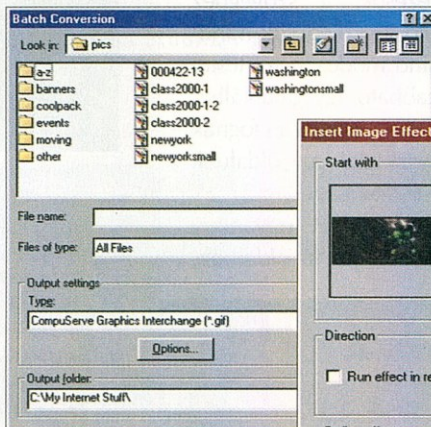 Batch Conversion
Look in: pics
a-z
banners
coolpack
events
moving
other
000422-13
class2000-1
class2000-1-2
class2000-2
newyork
newyorksmall
washington
washingtonsmall
File name:
Files of type: All Files
Output settings
Type:
CompuServe Graphics Interchange (*.gif)
Options...
Output folder:
C:\My Internet Stuff\
Insert Image Effect
Start with
Direction
Run effect in re